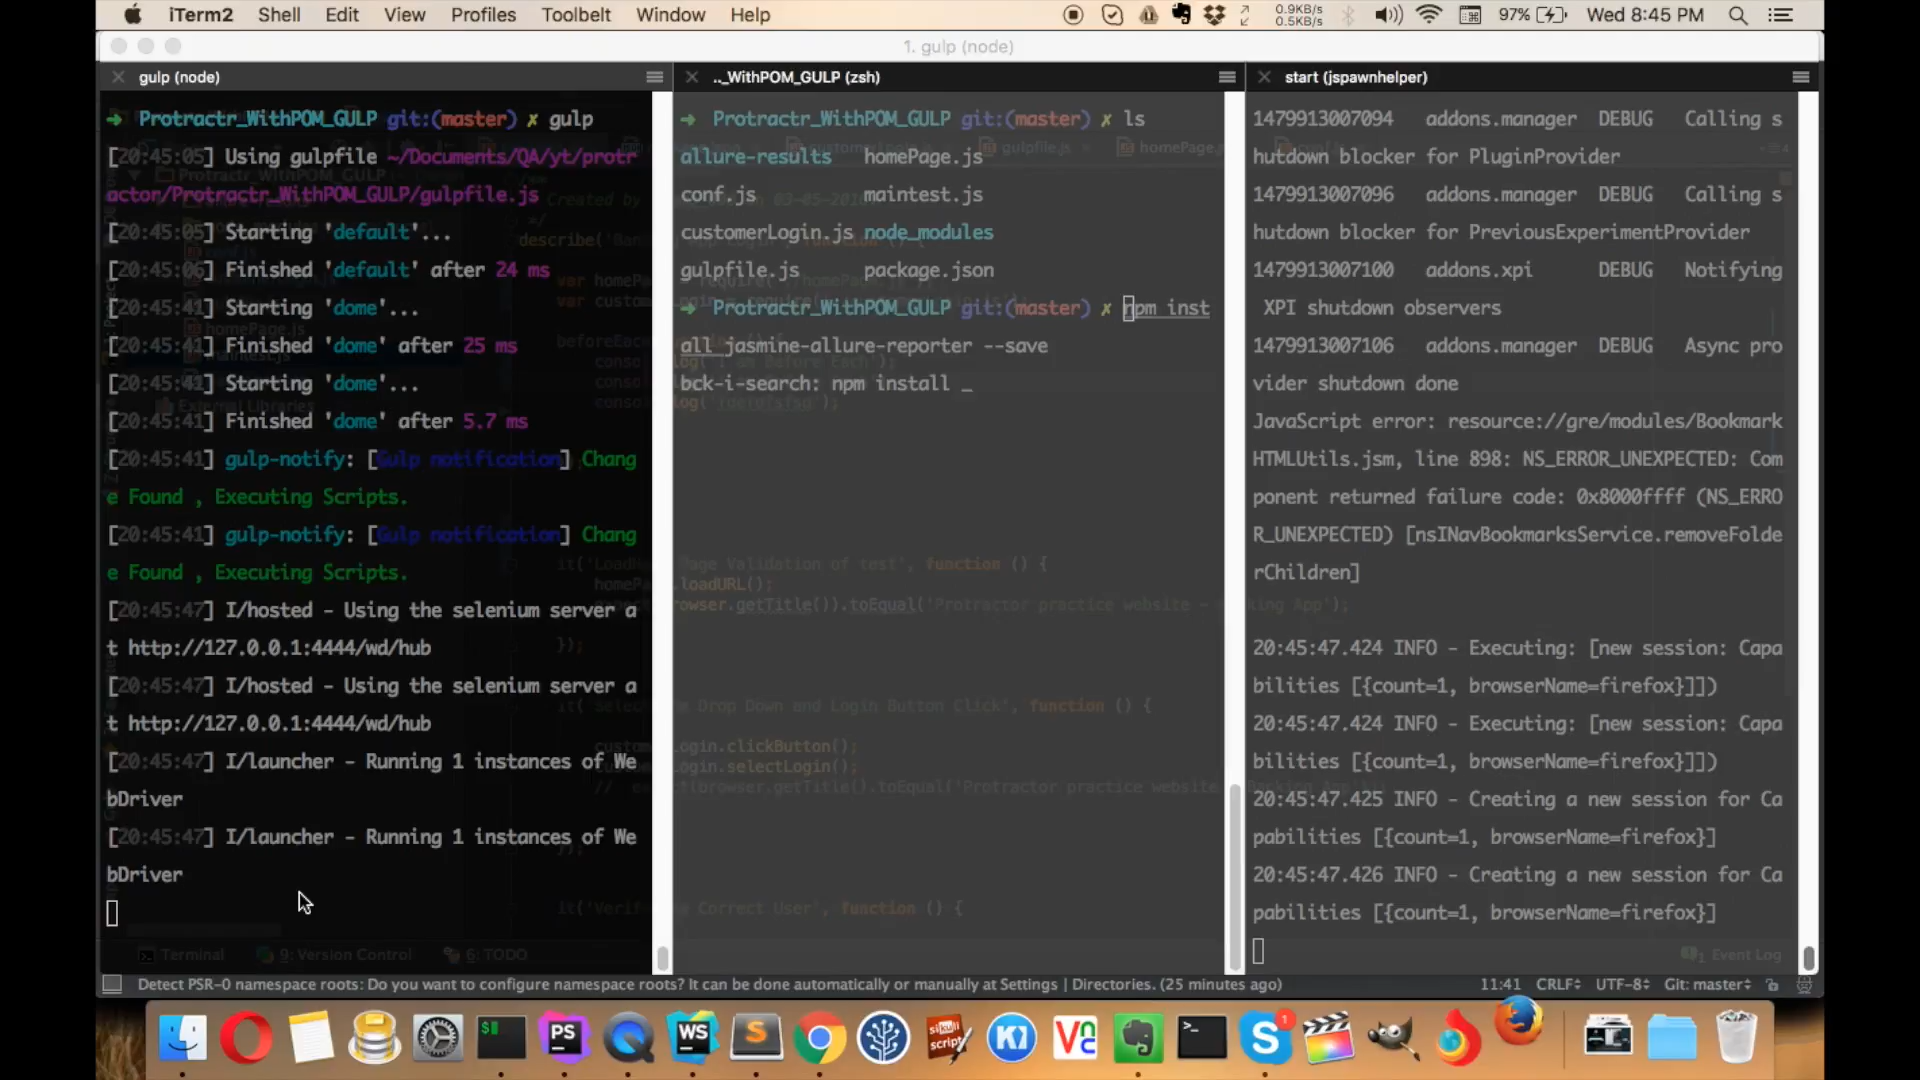 iTerm2 Shell Edit View Profiles Toolbelt Window Help 0.9KB/s 0.5KB/s 97% Wed 8:45 PM
1. gulp (node)
gulp (node)
Protractr_WithPOM_GULP git:(master) ✗ gulp
[20:45:05] Using gulpfile ~/Documents/QA/yt/protr
actor/Protractr_WithPOM_GULP/gulpfile.js
[20:45:05] Starting 'default'...
[20:45:06] Finished 'default' after 24 ms
Starting 'dome'...
Finished 'dome' after 25 ms
[20:45:41] Starting 'dome'...
[20:45:41] Finished 'dome' after 5.7 ms
[20:45:41] gulp-notify: [Gulp notification] Chang
e Found , Executing Scripts.
[20:45:41] gulp-notify: [Gulp notification] Chang
e Found , Executing Scripts.
[20:45:47] I/hosted - Using the selenium server a
t http://127.0.0.1:4444/wd/hub
[20:45:47] I/hosted - Using the selenium server a
t http://127.0.0.1:4444/wd/hub
[20:45:47] I/launcher - Running 1 instances of We
bDriver
[20:45:47] I/launcher - Running 1 instances of We
bDriver
.._WithPOM_GULP (zsh)
→ Protractr_WithPOM_GULP git:(master) ✗ ls
allure-results homePage.js
conf.js maintest.js
customerLogin.js node_modules
gulpfile.js package.json
→ Protractr_WithPOM_GULP git:(master) ✗ npm inst
all jasmine-allure-reporter --save
bck-i-search: npm install _
start (jspawnhelper)
1479913007094 addons.manager DEBUG Calling s
hutdown blocker for PluginProvider
1479913007096 addons.manager DEBUG Calling s
hutdown blocker for PreviousExperimentProvider
1479913007100 addons.xpi DEBUG Notifying
XPI shutdown observers
1479913007106 addons.manager DEBUG Async pro
vider shutdown done
JavaScript error: resource://gre/modules/Bookmark
HTMLUtils.jsm, line 898: NS_ERROR_UNEXPECTED: Com
ponent returned failure code: 0x8000ffff (NS_ERRO
R_UNEXPECTED) [nsINavBookmarksService.removeFolde
rChildren]
20:45:47.424 INFO - Executing: [new session: Capa
bilities [{count=1, browserName=firefox}]])
20:45:47.424 INFO - Executing: [new session: Capa
bilities [{count=1, browserName=firefox}]])
20:45:47.425 INFO - Creating a new session for Ca
pabilities [{count=1, browserName=firefox}]
20:45:47.426 INFO - Creating a new session for Ca
pabilities [{count=1, browserName=firefox}]
Terminal 9: Version Control 6: TODO Event Log
Detect PSR-0 namespace roots: Do you want to configure namespace roots? It can be done automatically or manually at Settings | Directories. (25 minutes ago) 11:41 CRLF UTF-8 Git: master